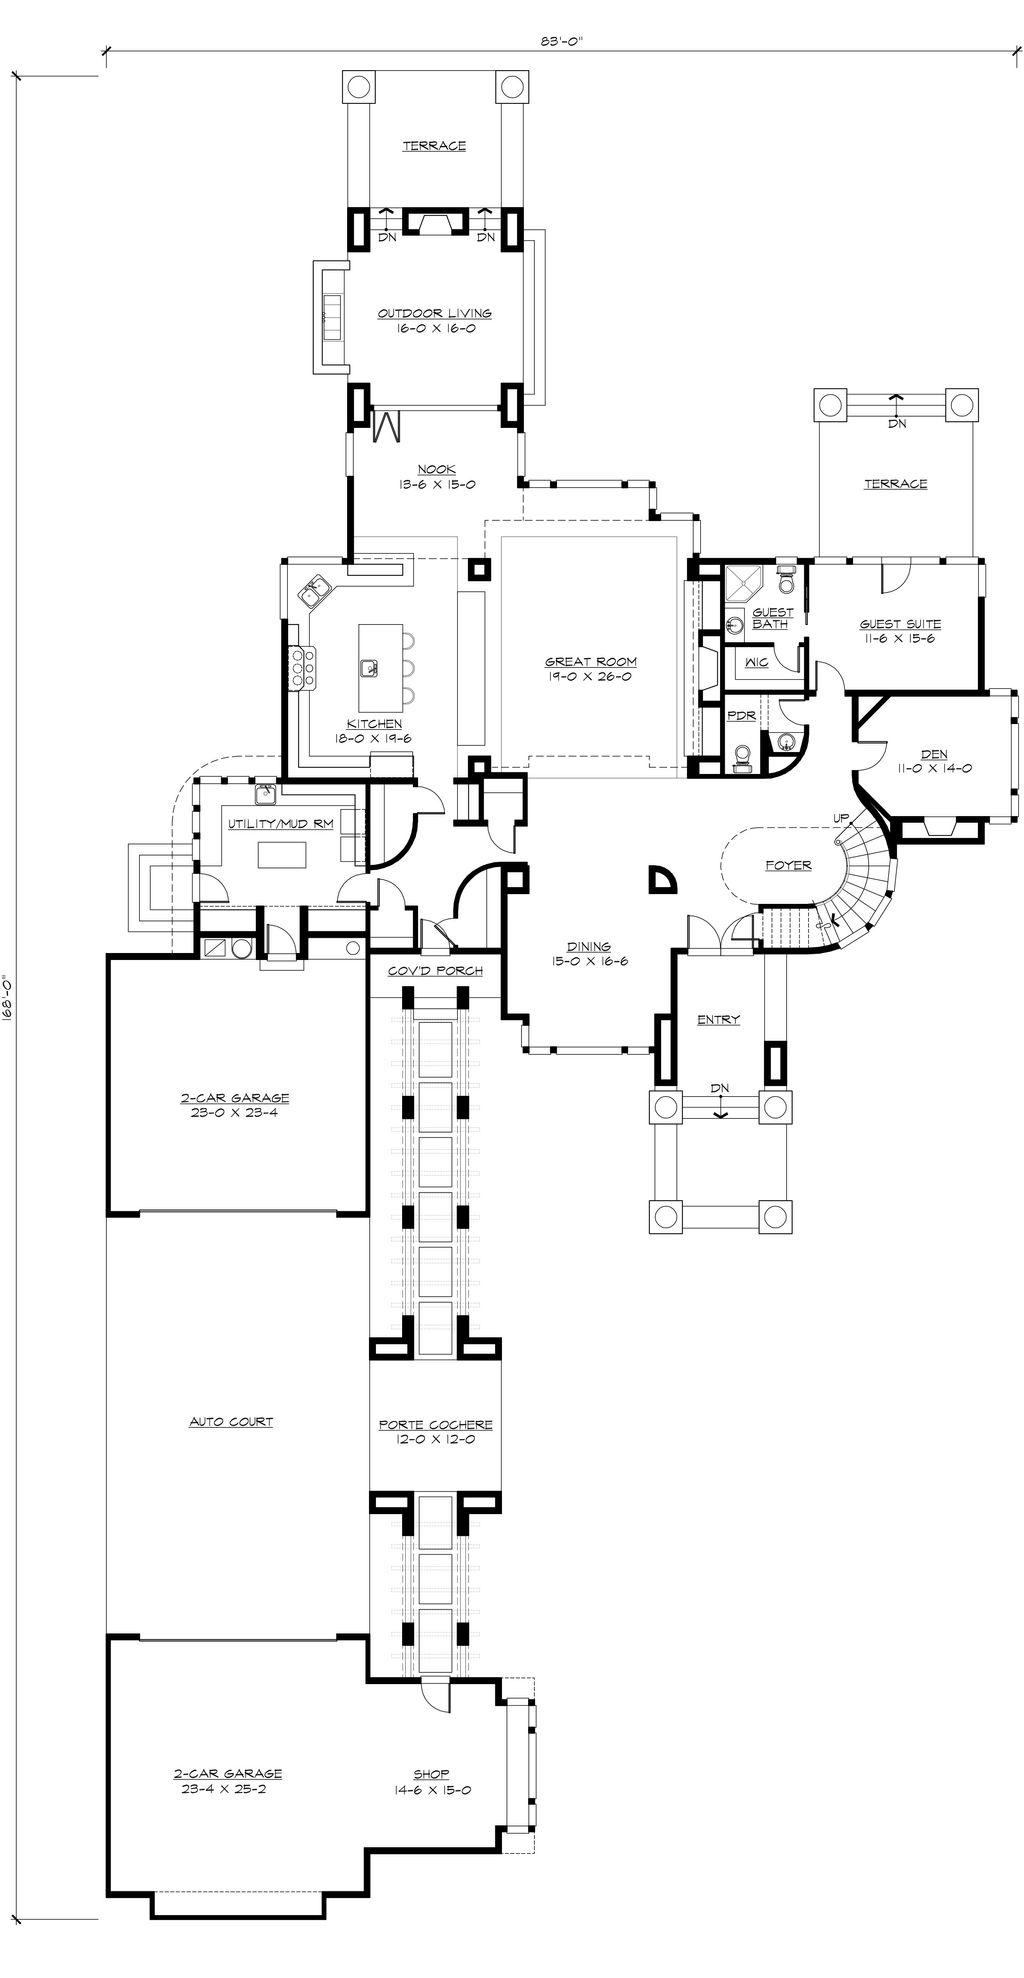 83'-0"
TERRACE
DN
DN
OUTDOOR LIVING
16-0 X 16-0
DN
NOOK
13-6 X 15-0
TERRACE
GUEST
BATH
GUEST SUITE
11-6 X 15-6
GREAT ROOM
19-0 X 26-0
WIC
KITCHEN
18-0 X 19-6
PDR
DEN
11-0 X 14-0
UTILITY/MUD RM
UP
FOYER
DINING
15-0 X 16-6
COV'D PORCH
168'-0"
ENTRY
DN
2-CAR GARAGE
23-0 X 23-4
AUTO COURT
PORTE COCHERE
12-0 X 12-0
2-CAR GARAGE
23-4 X 25-2
SHOP
14-6 X 15-0